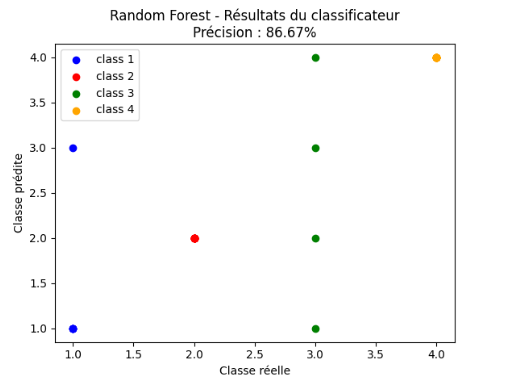 Random Forest - Résultats du classificateur
Précision : 86.67%
class 1
class 2
class 3
class 4
Classe prédite
4.0
3.5
3.0
2.5
2.0
1.5
1.0
1.0 1.5 2.0 2.5 3.0 3.5 4.0
Classe réelle